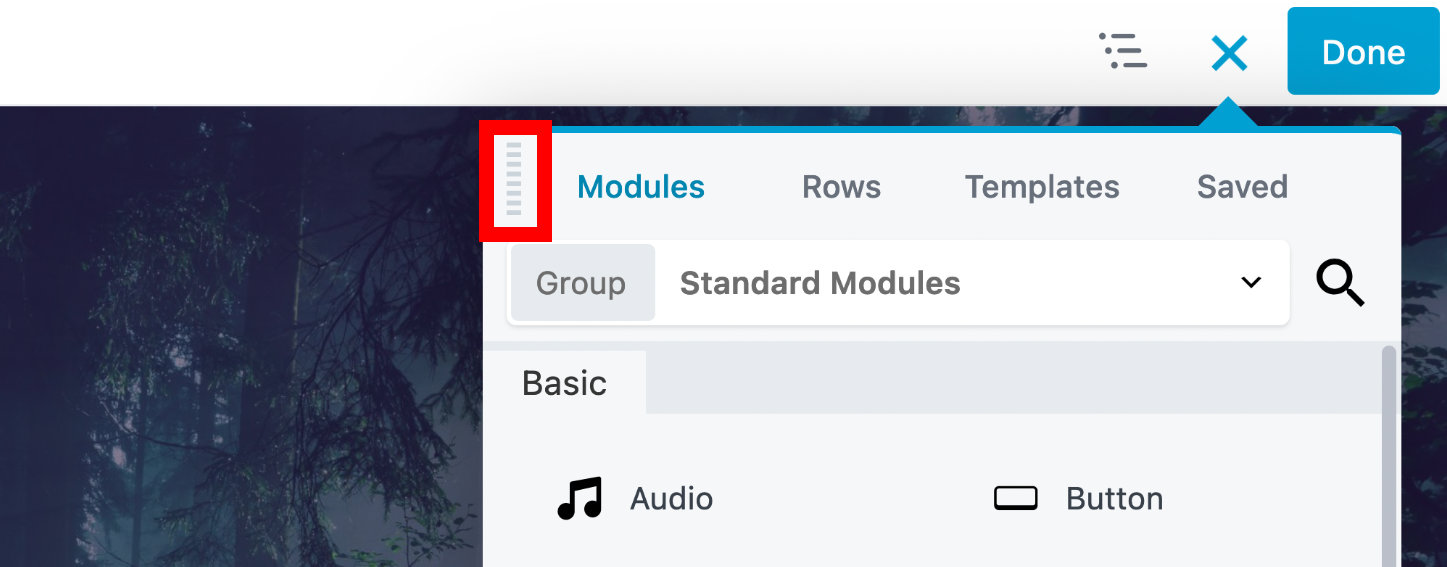 Done
Modules Rows Templates Saved
Group Standard Modules
Basic
Audio Button